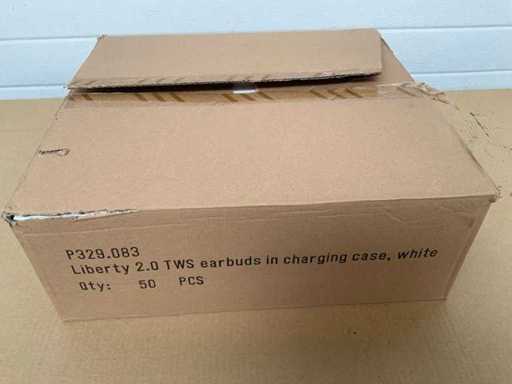 P329.083
Liberty 2.0 TWS earbuds in charging case, white
Qty: 50 PCS